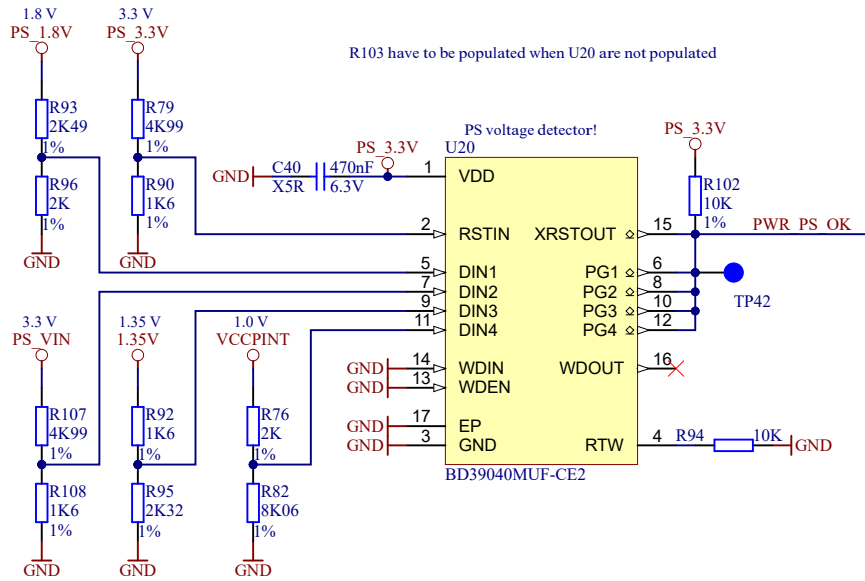 1.8 V
PS_1.8V
3.3 V
PS_3.3V
R103 have to be populated when U20 are not populated
R93
2K49
1%
R79
4K99
1%
R96
2K
1%
R90
1K6
1%
GND
GND
GND
C40
X5R
470nF
6.3V
PS_3.3V
PS voltage detector!
U20
1
VDD
2
RSTIN
5
DIN1
7
DIN2
9
DIN3
11
DIN4
14
WDIN
13
WDEN
17
EP
3
GND
GND
GND
GND
GND
XRSTOUT
15
PG1
6
PG2
8
PG3
10
PG4
12
WDOUT
16
RTW
4
BD39040MUF-CE2
PS_3.3V
R102
10K
1%
PWR_PS_OK
TP42
R94
10K
GND
3.3 V
PS_VIN
1.35 V
1.35V
1.0 V
VCCPINT
R107
4K99
1%
R92
1K6
1%
R76
2K
1%
R108
1K6
1%
R95
2K32
1%
R82
8K06
1%
GND
GND
GND